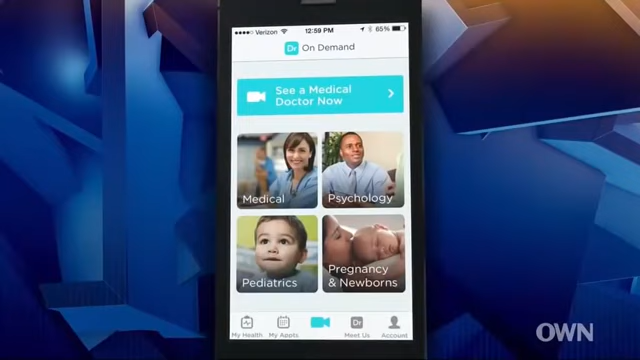 Verizon 12:59 PM 65%
Dr On Demand
See a Medical
Doctor Now
Medical
Psychology
Pediatrics
Pregnancy
& Newborns
My Health My Appts Dr Meet Us Account
OWN